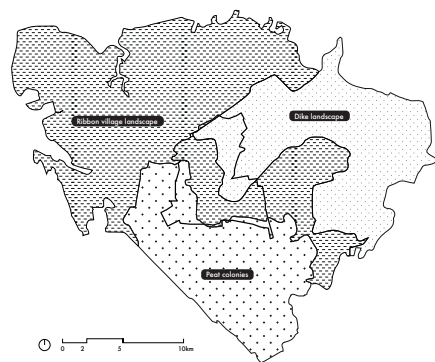 Ribbon village landscape
Dike landscape
Peat colonies
0 2 5 10km